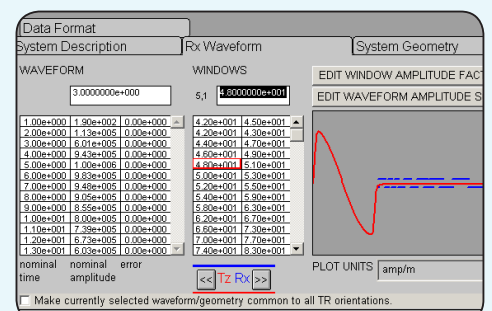 Data Format
System Description Rx Waveform System Geometry
WAVEFORM WINDOWS EDIT WINDOW AMPLITUDE FAC
3.0000000e+000 5,1 4.8000000e+001 EDIT WAVEFORM AMPLITUDE S
1.00e+000 1.90e+002 0.00e+000 4.20e+001 4.50e+001
2.00e+000 1.13e+005 0.00e+000 4.20e+001 4.30e+001
3.00e+000 6.01e+005 0.00e+000 4.40e+001 4.70e+001
4.00e+000 9.43e+005 0.00e+000 4.60e+001 4.90e+001
5.00e+000 1.00e+006 0.00e+000 4.80e+001 5.10e+001
6.00e+000 9.83e+005 0.00e+000 5.00e+001 5.30e+001
7.00e+000 9.48e+005 0.00e+000 5.20e+001 5.50e+001
8.00e+000 9.05e+005 0.00e+000 5.40e+001 5.90e+001
9.00e+000 8.55e+005 0.00e+000 5.80e+001 6.30e+001
1.00e+001 8.00e+005 0.00e+000 6.20e+001 6.70e+001
1.10e+001 7.39e+005 0.00e+000 6.60e+001 7.30e+001
1.20e+001 6.73e+005 0.00e+000 7.00e+001 7.70e+001
1.30e+001 6.03e+005 0.00e+000 7.40e+001 8.30e+001
nominal nominal error PLOT UNITS amp/m
time amplitude << Tz Rx >>
Make currently selected waveform/geometry common to all TR orientations.